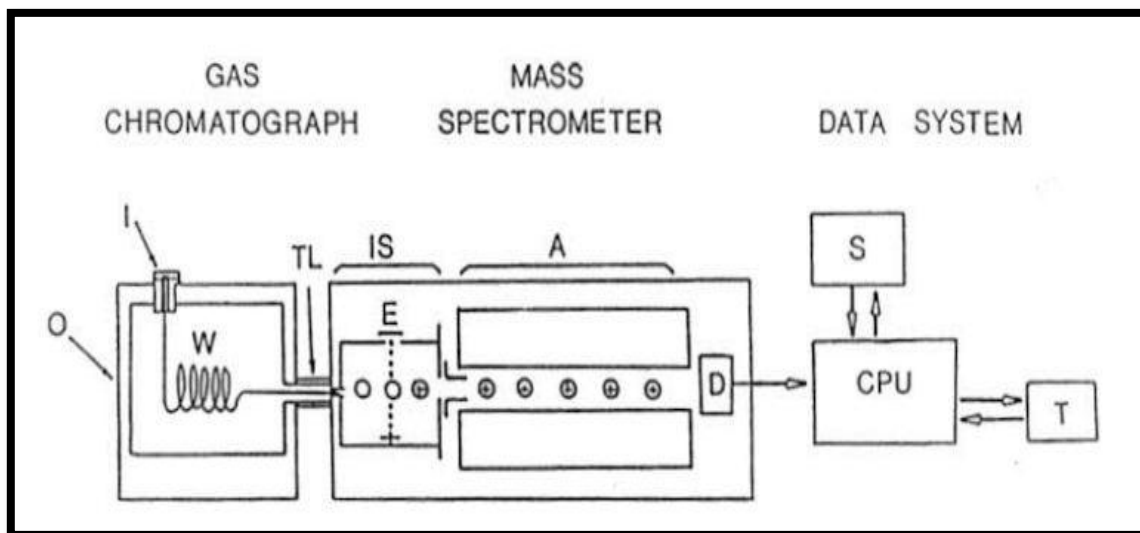 GAS
CHROMATOGRAPH
MASS
SPECTROMETER
DATA SYSTEM
I
O
W
TL
IS
E
A
D
S
CPU
T